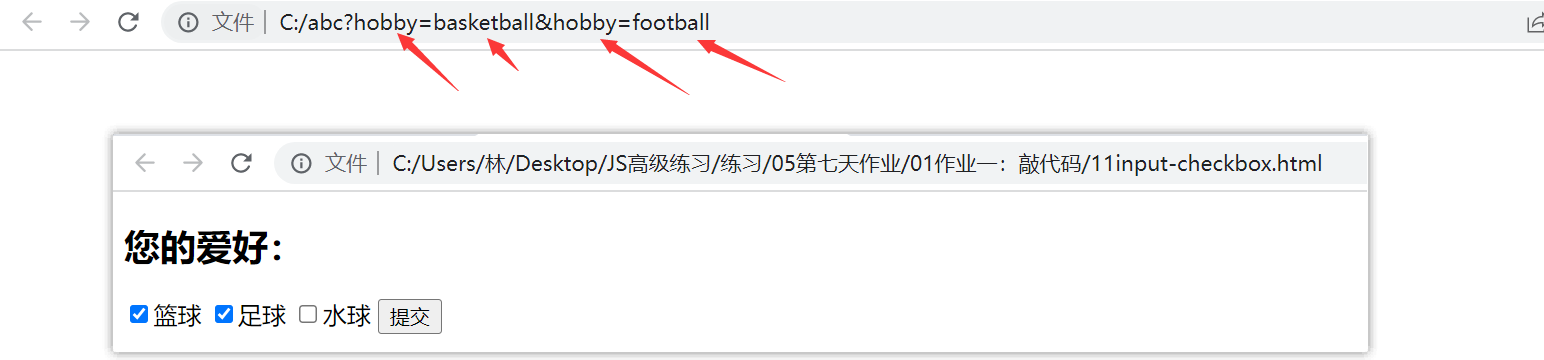 文件 C:/abc?hobby=basketball&hobby=football
文件 C:/Users/林/Desktop/JS高级练习/练习/05第七天作业/01作业一：敲代码/11input-checkbox.html
您的爱好：
篮球 足球 水球 提交